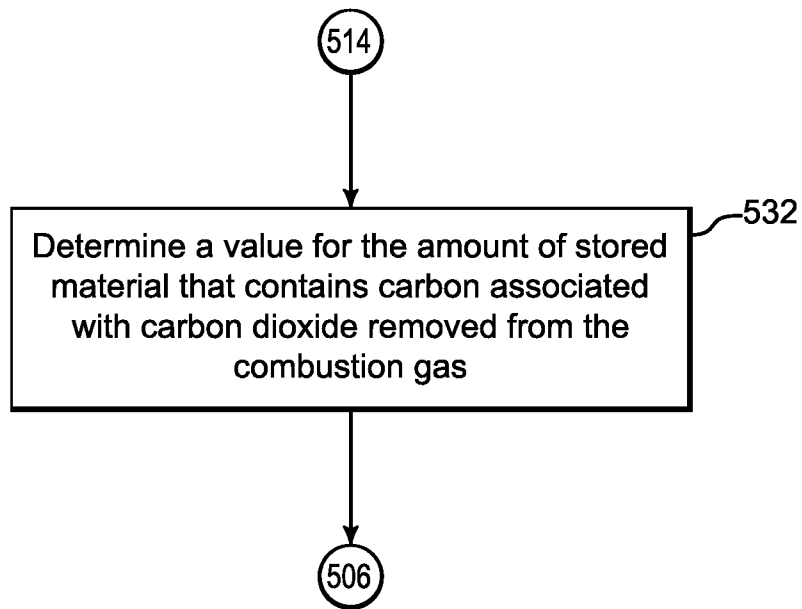 514
532
Determine a value for the amount of stored
material that contains carbon associated
with carbon dioxide removed from the
combustion gas
506